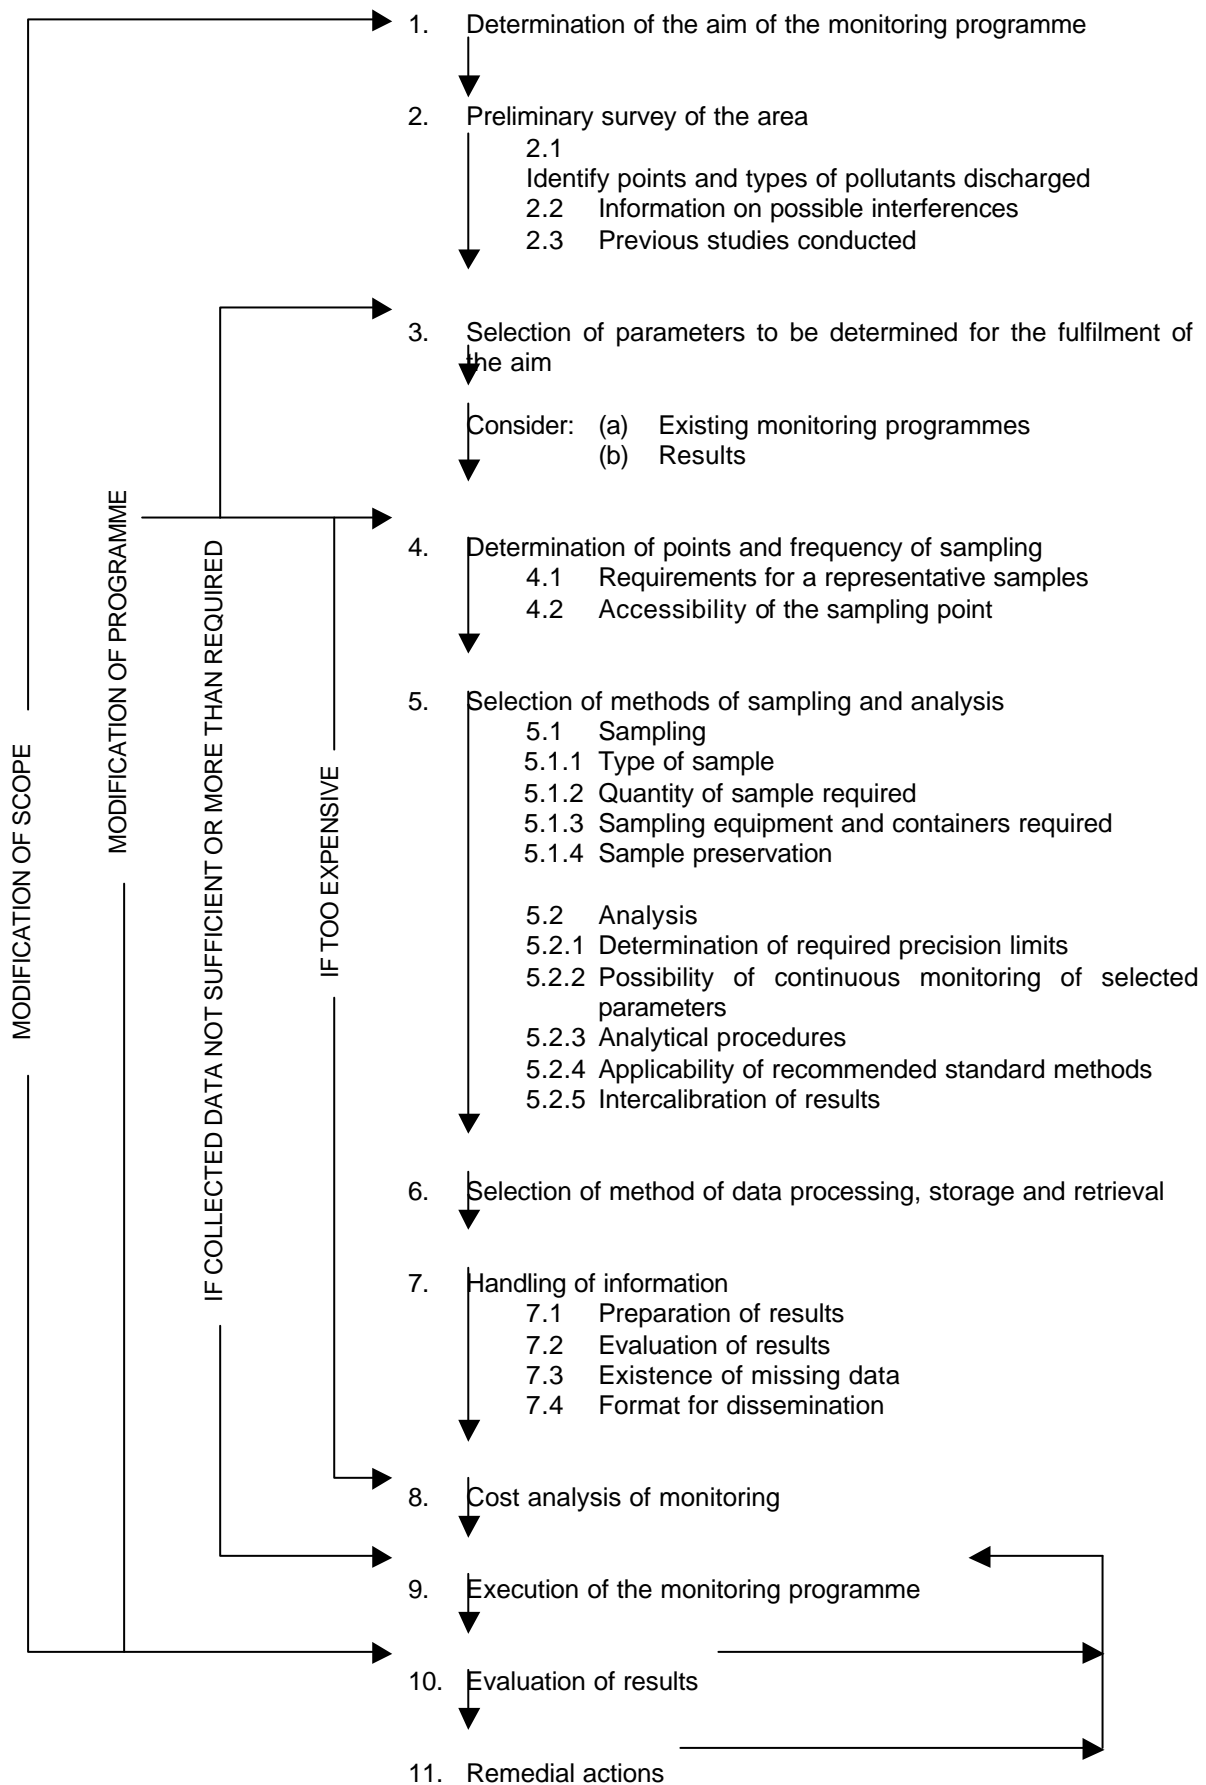 1. Determination of the aim of the monitoring programme
2. Preliminary survey of the area
2.1
Identify points and types of pollutants discharged
2.2 Information on possible interferences
2.3 Previous studies conducted
3. Selection of parameters to be determined for the fulfilment of
the aim
Consider: (a) Existing monitoring programmes
(b) Results
4. Determination of points and frequency of sampling
4.1 Requirements for a representative samples
4.2 Accessibility of the sampling point
5. Selection of methods of sampling and analysis
5.1 Sampling
5.1.1 Type of sample
5.1.2 Quantity of sample required
5.1.3 Sampling equipment and containers required
5.1.4 Sample preservation
5.2 Analysis
5.2.1 Determination of required precision limits
5.2.2 Possibility of continuous monitoring of selected
parameters
5.2.3 Analytical procedures
5.2.4 Applicability of recommended standard methods
5.2.5 Intercalibration of results
6. Selection of method of data processing, storage and retrieval
7. Handling of information
7.1 Preparation of results
7.2 Evaluation of results
7.3 Existence of missing data
7.4 Format for dissemination
8. Cost analysis of monitoring
9. Execution of the monitoring programme
10. Evaluation of results
11. Remedial actions
MODIFICATION OF SCOPE
MODIFICATION OF PROGRAMME
IF COLLECTED DATA NOT SUFFICIENT OR MORE THAN REQUIRED
IF TOO EXPENSIVE